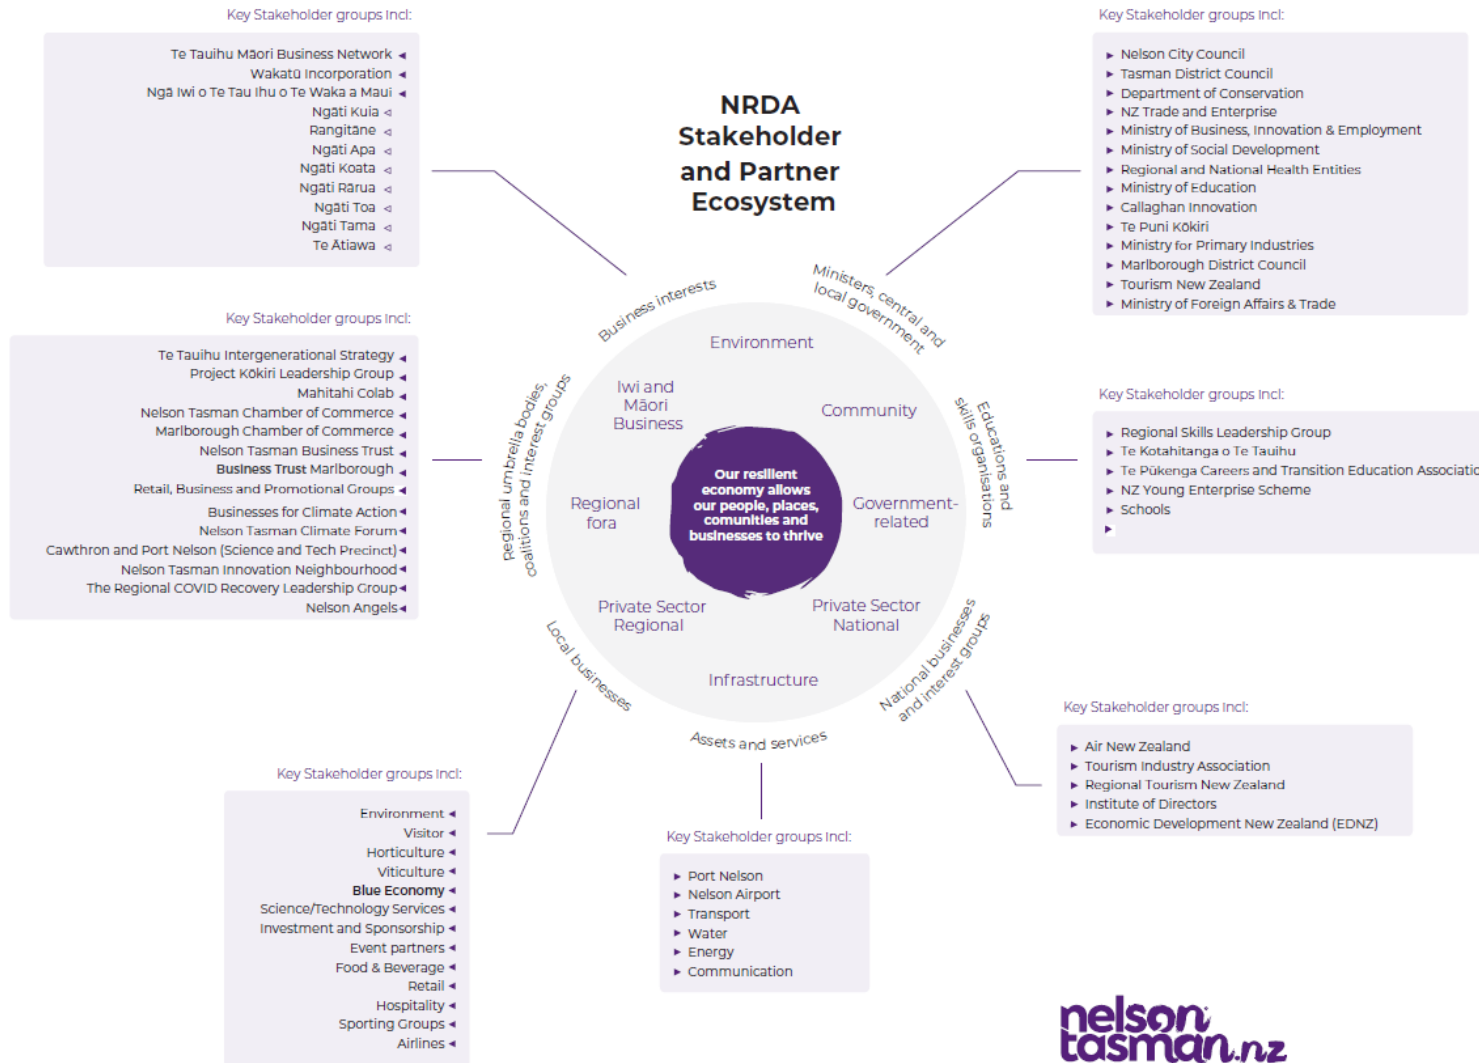 Key Stakeholder groups Incl:
Te Tauihu Māori Business Network
Wakatū Incorporation
Ngā Iwi o Te Tau Ihu o Te Waka a Maui
Ngāti Kuia
Rangitāne
Ngāti Apa
Ngāti Koata
Ngāti Rārua
Ngāti Toa
Ngāti Tama
Te Ātiawa
NRDA
Stakeholder
and Partner
Ecosystem
Key Stakeholder groups Incl:
Nelson City Council
Tasman District Council
Department of Conservation
NZ Trade and Enterprise
Ministry of Business, Innovation & Employment
Ministry of Social Development
Regional and National Health Entities
Ministry of Education
Callaghan Innovation
Te Puni Kōkiri
Ministry for Primary Industries
Marlborough District Council
Tourism New Zealand
Ministry of Foreign Affairs & Trade
Key Stakeholder groups Incl:
Te Tauihu Intergenerational Strategy
Project Kōkiri Leadership Group
Mahitahi Colab
Nelson Tasman Chamber of Commerce
Marlborough Chamber of Commerce
Nelson Tasman Business Trust
Business Trust Marlborough
Retail, Business and Promotional Groups
Businesses for Climate Action
Nelson Tasman Climate Forum
Cawthron and Port Nelson (Science and Tech Precinct)
Nelson Tasman Innovation Neighbourhood
The Regional COVID Recovery Leadership Group
Nelson Angels
Business interests
Ministers, central and
local government
Regional umbrella bodies,
coalitions and interest groups
Educations and
skills organisations
Local businesses
National businesses
and interest groups
Assets and services
Environment
Iwi and
Māori
Business
Community
Regional
fora
Government-
related
Private Sector
Regional
Private Sector
National
Infrastructure
Our resilient
economy allows
our people, places,
comunities and
businesses to thrive
Key Stakeholder groups Incl:
Regional Skills Leadership Group
Te Kotahitanga o Te Tauihu
Te Pūkenga Careers and Transition Education Associatio
NZ Young Enterprise Scheme
Schools
Key Stakeholder groups Incl:
Air New Zealand
Tourism Industry Association
Regional Tourism New Zealand
Institute of Directors
Economic Development New Zealand (EDNZ)
Key Stakeholder groups Incl:
Environment
Visitor
Horticulture
Viticulture
Blue Economy
Science/Technology Services
Investment and Sponsorship
Event partners
Food & Beverage
Retail
Hospitality
Sporting Groups
Airlines
Key Stakeholder groups Incl:
Port Nelson
Nelson Airport
Transport
Water
Energy
Communication
nelson
tasman.nz